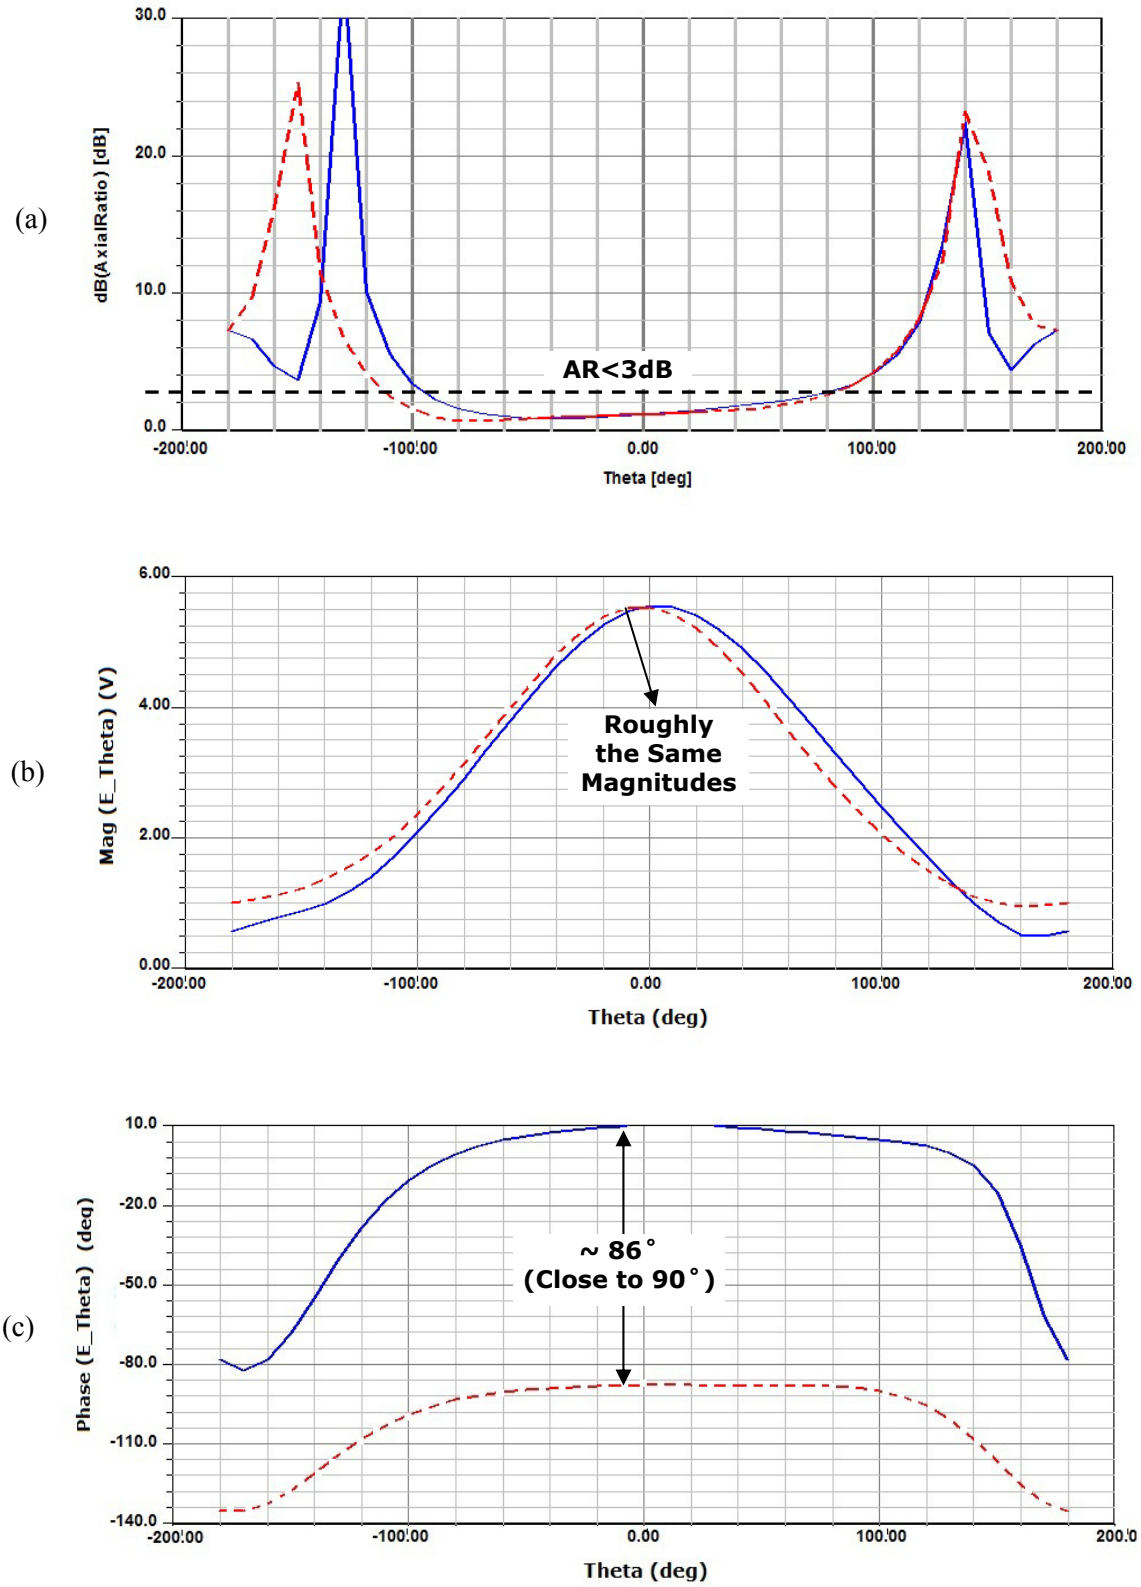 (a)
dB(AxialRatio) [dB]
30.0
20.0
10.0
0.0
AR<3dB
-200.00
-100.00
0.00
100.00
200.00
Theta [deg]
(b)
Mag (E_Theta) (V)
6.00
4.00
2.00
0.00
Roughly
the Same
Magnitudes
-200.00
-100.00
0.00
100.00
200.00
Theta (deg)
(c)
Phase (E_Theta) (deg)
10.0
-20.0
-50.0
-80.0
-110.0
-140.0
~ 86˚
(Close to 90˚)
-200.00
-100.00
0.00
100.00
200.0
Theta (deg)